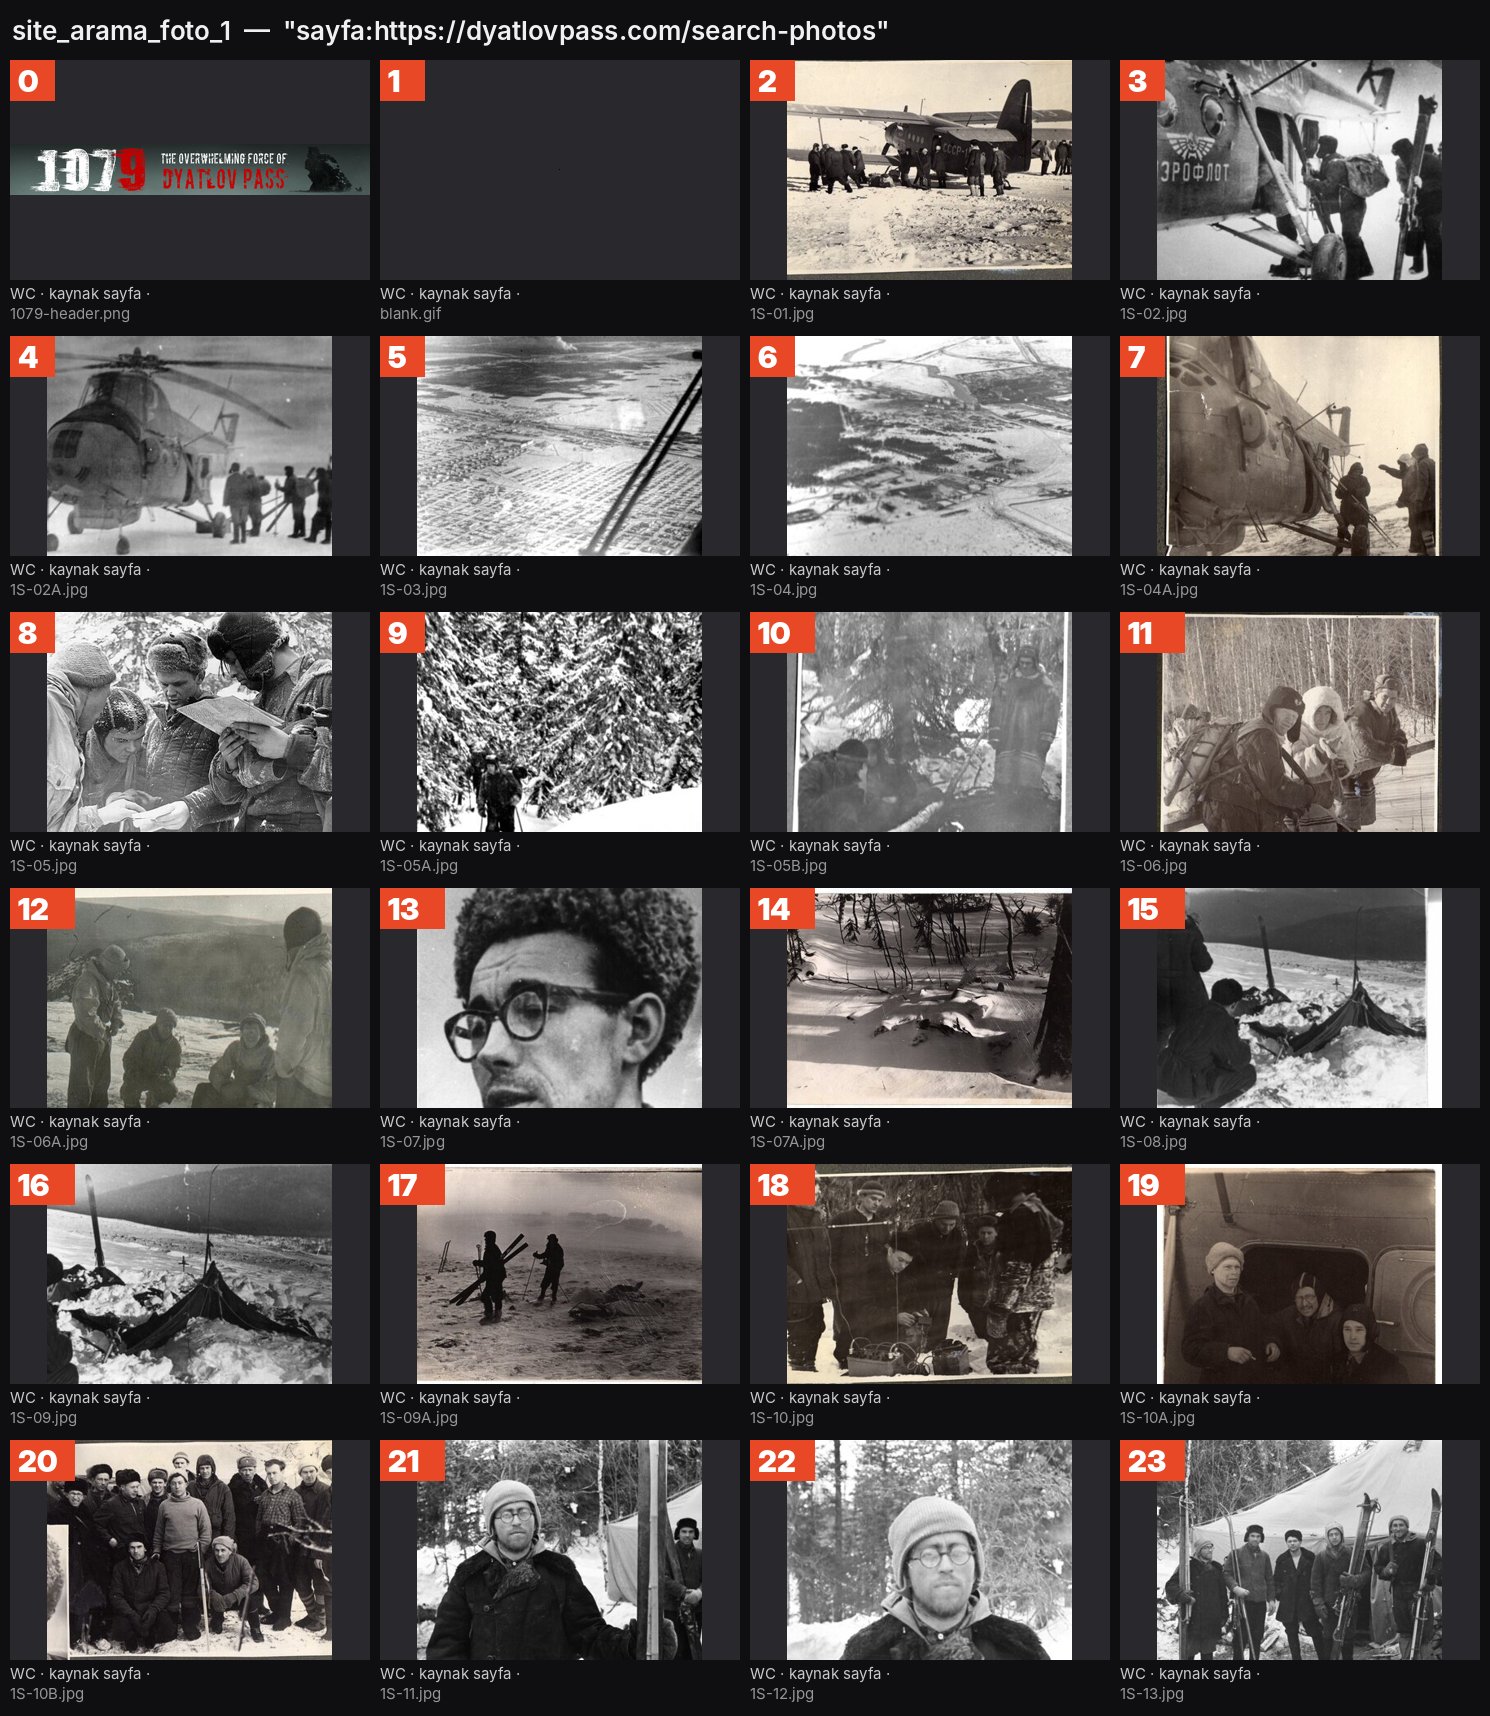 site_arama_foto_1 — "sayfa:https://dyatlovpass.com/search-photos"
0
1
2
3
1079 THE OVERWHELMING FORCE OF
DYATLOV PASS
АЭРОФЛОТ
WC · kaynak sayfa ·
1079-header.png
WC · kaynak sayfa ·
blank.gif
WC · kaynak sayfa ·
1S-01.jpg
WC · kaynak sayfa ·
1S-02.jpg
4
5
6
7
WC · kaynak sayfa ·
1S-02A.jpg
WC · kaynak sayfa ·
1S-03.jpg
WC · kaynak sayfa ·
1S-04.jpg
WC · kaynak sayfa ·
1S-04A.jpg
8
9
10
11
WC · kaynak sayfa ·
1S-05.jpg
WC · kaynak sayfa ·
1S-05A.jpg
WC · kaynak sayfa ·
1S-05B.jpg
WC · kaynak sayfa ·
1S-06.jpg
12
13
14
15
WC · kaynak sayfa ·
1S-06A.jpg
WC · kaynak sayfa ·
1S-07.jpg
WC · kaynak sayfa ·
1S-07A.jpg
WC · kaynak sayfa ·
1S-08.jpg
16
17
18
19
WC · kaynak sayfa ·
1S-09.jpg
WC · kaynak sayfa ·
1S-09A.jpg
WC · kaynak sayfa ·
1S-10.jpg
WC · kaynak sayfa ·
1S-10A.jpg
20
21
22
23
WC · kaynak sayfa ·
1S-10B.jpg
WC · kaynak sayfa ·
1S-11.jpg
WC · kaynak sayfa ·
1S-12.jpg
WC · kaynak sayfa ·
1S-13.jpg